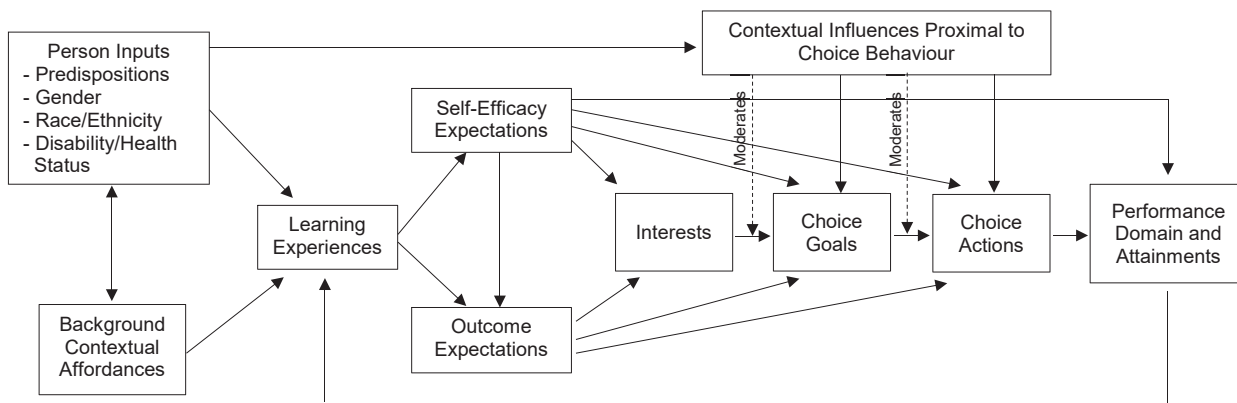 Person Inputs
- Predispositions
- Gender
- Race/Ethnicity
- Disability/Health
Status
Background
Contextual
Affordances
Learning
Experiences
Self-Efficacy
Expectations
Outcome
Expectations
Contextual Influences Proximal to
Choice Behaviour
Moderates
Moderates
Interests
Choice
Goals
Choice
Actions
Performance
Domain and
Attainments